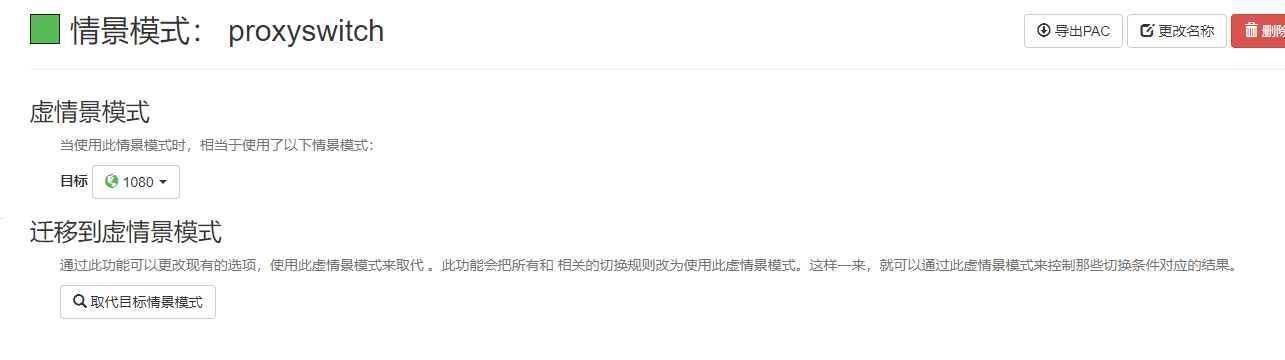 情景模式： proxyswitch
导出PAC
更改名称
删除
虚情景模式
当使用此情景模式时，相当于使用了以下情景模式：
目标 1080
迁移到虚情景模式
通过此功能可以更改现有的选项，使用此虚情景模式来取代 。此功能会把所有和 相关的切换规则改为使用此虚情景模式。这样一来，就可以通过此虚情景模式来控制那些切换条件对应的结果。
取代目标情景模式